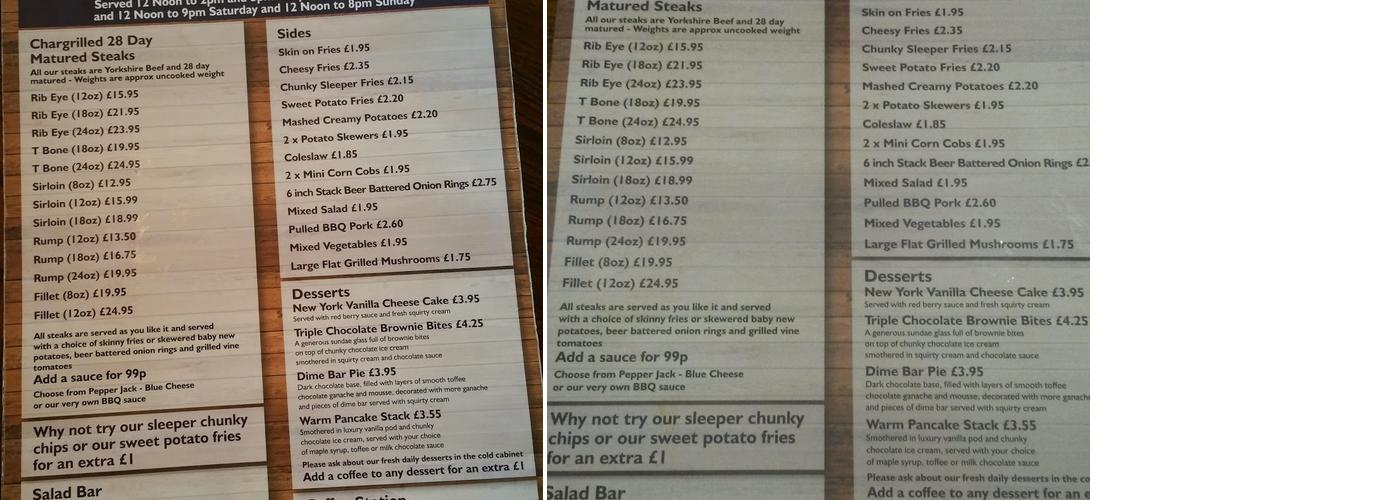 Served 12 Noon to 2pm and
and 12 Noon to 9pm Saturday and 12 Noon to 8pm Sunday
Chargrilled 28 Day
Matured Steaks
All our steaks are Yorkshire Beef and 28 day
matured - Weights are approx uncooked weight
Rib Eye (12oz) £15.95
Rib Eye (18oz) £21.95
Rib Eye (24oz) £23.95
T Bone (18oz) £19.95
T Bone (24oz) £24.95
Sirloin (8oz) £12.95
Sirloin (12oz) £15.99
Sirloin (18oz) £18.99
Rump (12oz) £13.50
Rump (18oz) £16.75
Rump (24oz) £19.95
Fillet (8oz) £19.95
Fillet (12oz) £24.95
All steaks are served as you like it and served
with a choice of skinny fries or skewered baby new
potatoes, beer battered onion rings and grilled vine
tomatoes
Add a sauce for 99p
Choose from Pepper Jack - Blue Cheese
or our very own BBQ sauce
Why not try our sleeper chunky
chips or our sweet potato fries
for an extra £1
Salad Bar
Sides
Skin on Fries £1.95
Cheesy Fries £2.35
Chunky Sleeper Fries £2.15
Sweet Potato Fries £2.20
Mashed Creamy Potatoes £2.20
2 x Potato Skewers £1.95
Coleslaw £1.85
2 x Mini Corn Cobs £1.95
6 inch Stack Beer Battered Onion Rings £2.75
Mixed Salad £1.95
Pulled BBQ Pork £2.60
Mixed Vegetables £1.95
Large Flat Grilled Mushrooms £1.75
Desserts
New York Vanilla Cheese Cake £3.95
Served with red berry sauce and fresh squirty cream
Triple Chocolate Brownie Bites £4.25
A generous sundae glass full of brownie bites
on top of chunky chocolate ice cream
smothered in squirty cream and chocolate sauce
Dime Bar Pie £3.95
Dark chocolate base, filled with layers of smooth toffee
chocolate ganache and mousse, decorated with more ganache
and pieces of dime bar served with squirty cream
Warm Pancake Stack £3.55
Smothered in luxury vanilla pod and chunky
chocolate ice cream, served with your choice
of maple syrup, toffee or milk chocolate sauce
Please ask about our fresh daily desserts in the cold cabinet
Add a coffee to any dessert for an extra £1
Matured Steaks
All our steaks are Yorkshire Beef and 28 day
matured - Weights are approx uncooked weight
Rib Eye (12oz) £15.95
Rib Eye (18oz) £21.95
Rib Eye (24oz) £23.95
T Bone (18oz) £19.95
T Bone (24oz) £24.95
Sirloin (8oz) £12.95
Sirloin (12oz) £15.99
Sirloin (18oz) £18.99
Rump (12oz) £13.50
Rump (18oz) £16.75
Rump (24oz) £19.95
Fillet (8oz) £19.95
Fillet (12oz) £24.95
All steaks are served as you like it and served
with a choice of skinny fries or skewered baby new
potatoes, beer battered onion rings and grilled vine
tomatoes
Add a sauce for 99p
Choose from Pepper Jack - Blue Cheese
or our very own BBQ sauce
Why not try our sleeper chunky
chips or our sweet potato fries
for an extra £1
Salad Bar
Skin on Fries £1.95
Cheesy Fries £2.35
Chunky Sleeper Fries £2.15
Sweet Potato Fries £2.20
Mashed Creamy Potatoes £2.20
2 x Potato Skewers £1.95
Coleslaw £1.85
2 x Mini Corn Cobs £1.95
6 inch Stack Beer Battered Onion Rings £2
Mixed Salad £1.95
Pulled BBQ Pork £2.60
Mixed Vegetables £1.95
Large Flat Grilled Mushrooms £1.75
Desserts
New York Vanilla Cheese Cake £3.95
Served with red berry sauce and fresh squirty cream
Triple Chocolate Brownie Bites £4.25
A generous sundae glass full of brownie bites
on top of chunky chocolate ice cream
smothered in squirty cream and chocolate sauce
Dime Bar Pie £3.95
Dark chocolate base, filled with layers of smooth toffee
chocolate ganache and mousse, decorated with more ganache
and pieces of dime bar served with squirty cream
Warm Pancake Stack £3.55
Smothered in luxury vanilla pod and chunky
chocolate ice cream, served with your choice
of maple syrup, toffee or milk chocolate sauce
Please ask about our fresh daily desserts in the co
Add a coffee to any dessert for an e